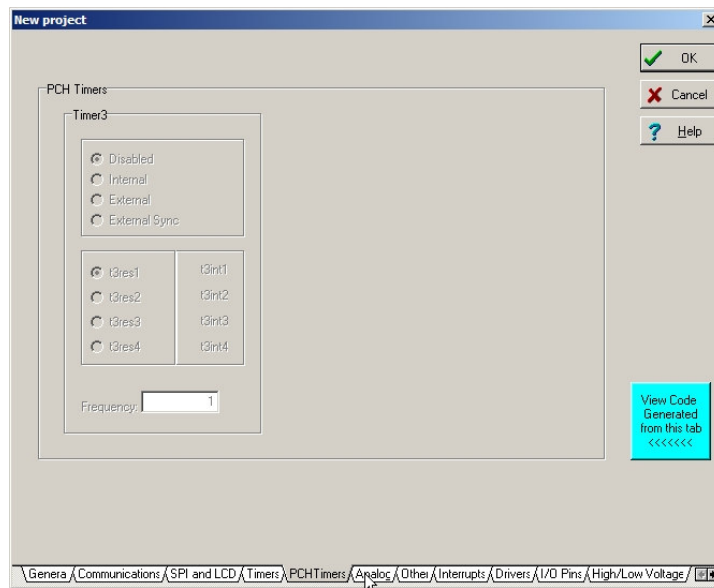 New project
OK
Cancel
Help
PCH Timers
Timer3
Disabled
Internal
External
External Sync
t3res1 t3int1
t3res2 t3int2
t3res3 t3int3
t3res4 t3int4
Frequency: 1
View Code
Generated
from this tab
<<<<<<<
Genera Communications SPI and LCD Timers PCHTimers Analog Other Interrupts Drivers I/O Pins High/Low Voltage